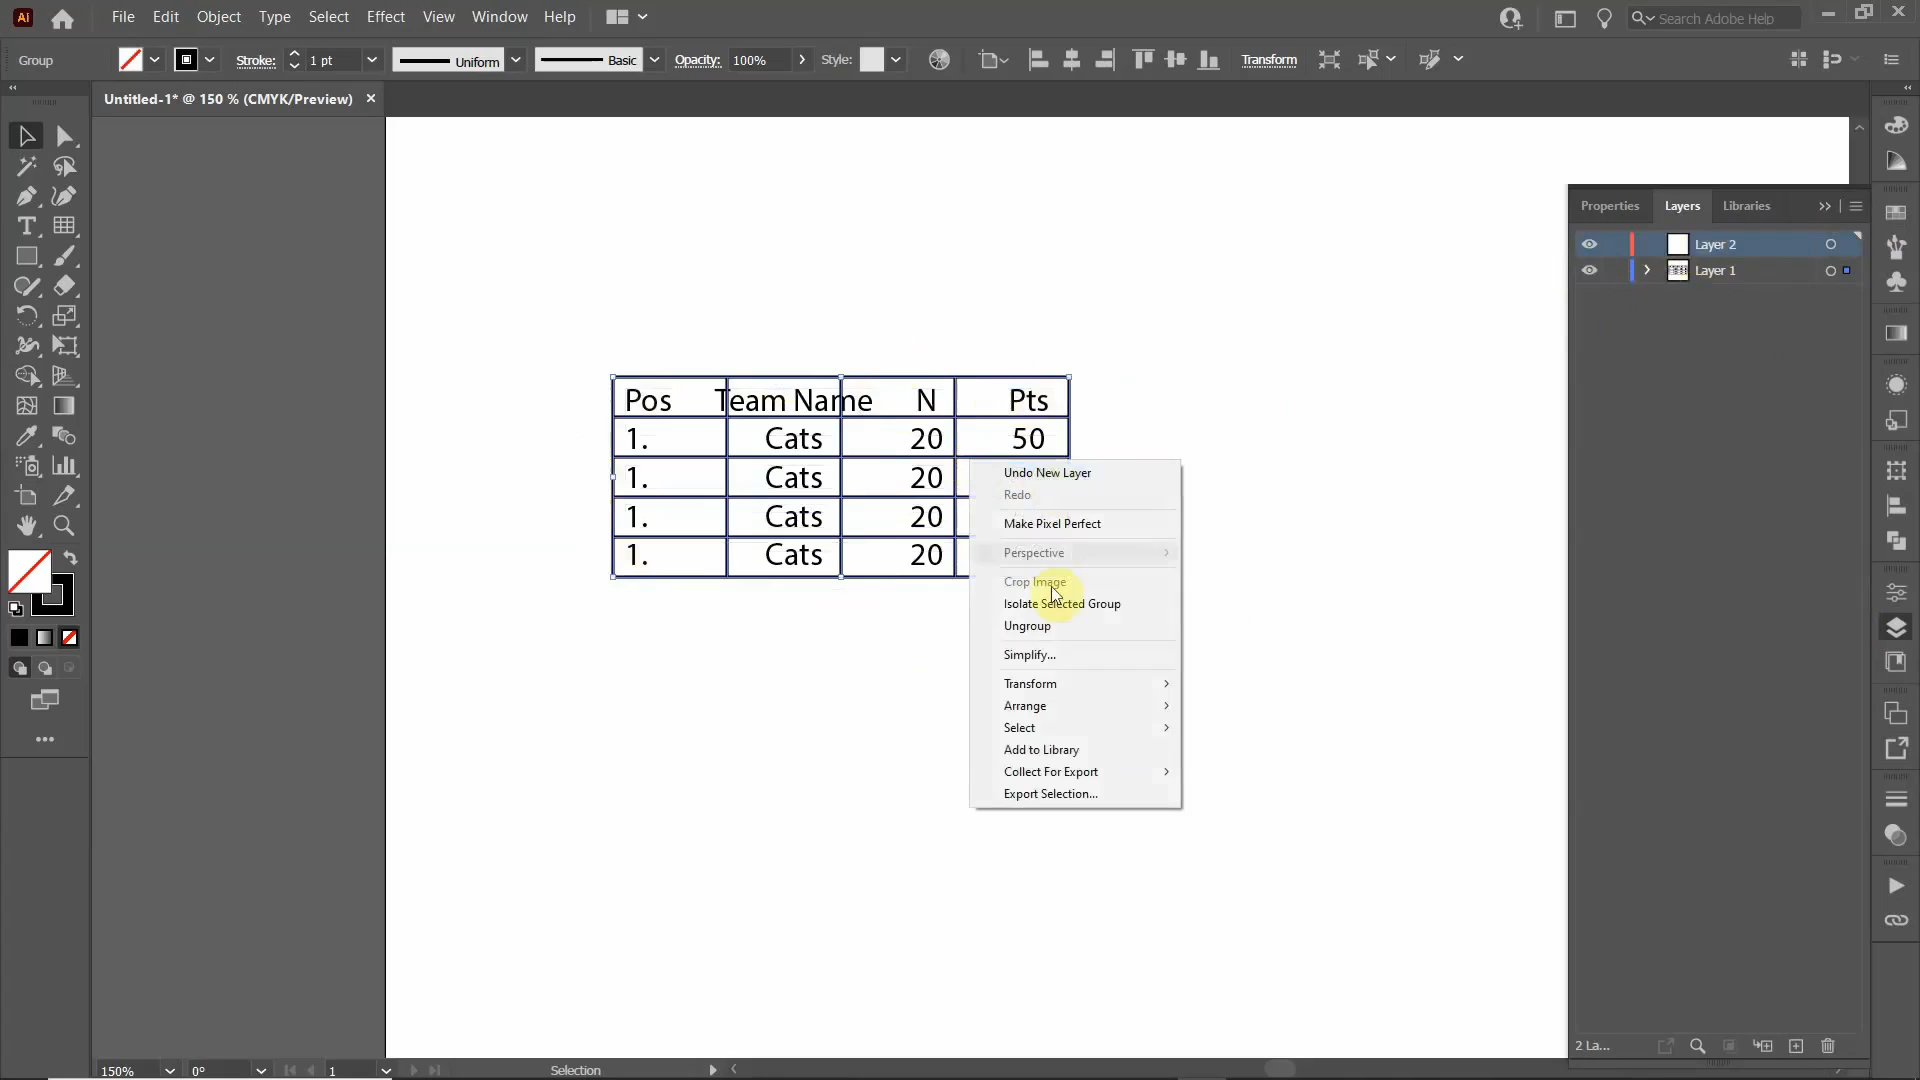 Ai File Edit Object Type Select Effect View Window Help Search Adobe Help
Group Stroke: 1 pt Uniform Basic Opacity: 100% Style: Transform
Untitled-1* @ 150 % (CMYK/Preview)
Properties Layers Libraries
Layer 2
Layer 1
Pos Team Name N Pts
1. Cats 20 50
1. Cats 20
1. Cats 20
1. Cats 20
Undo New Layer
Redo
Make Pixel Perfect
Perspective
Crop Image
Isolate Selected Group
Ungroup
Simplify...
Transform
Arrange
Select
Add to Library
Collect For Export
Export Selection...
2 La...
150% 0° 1 Selection